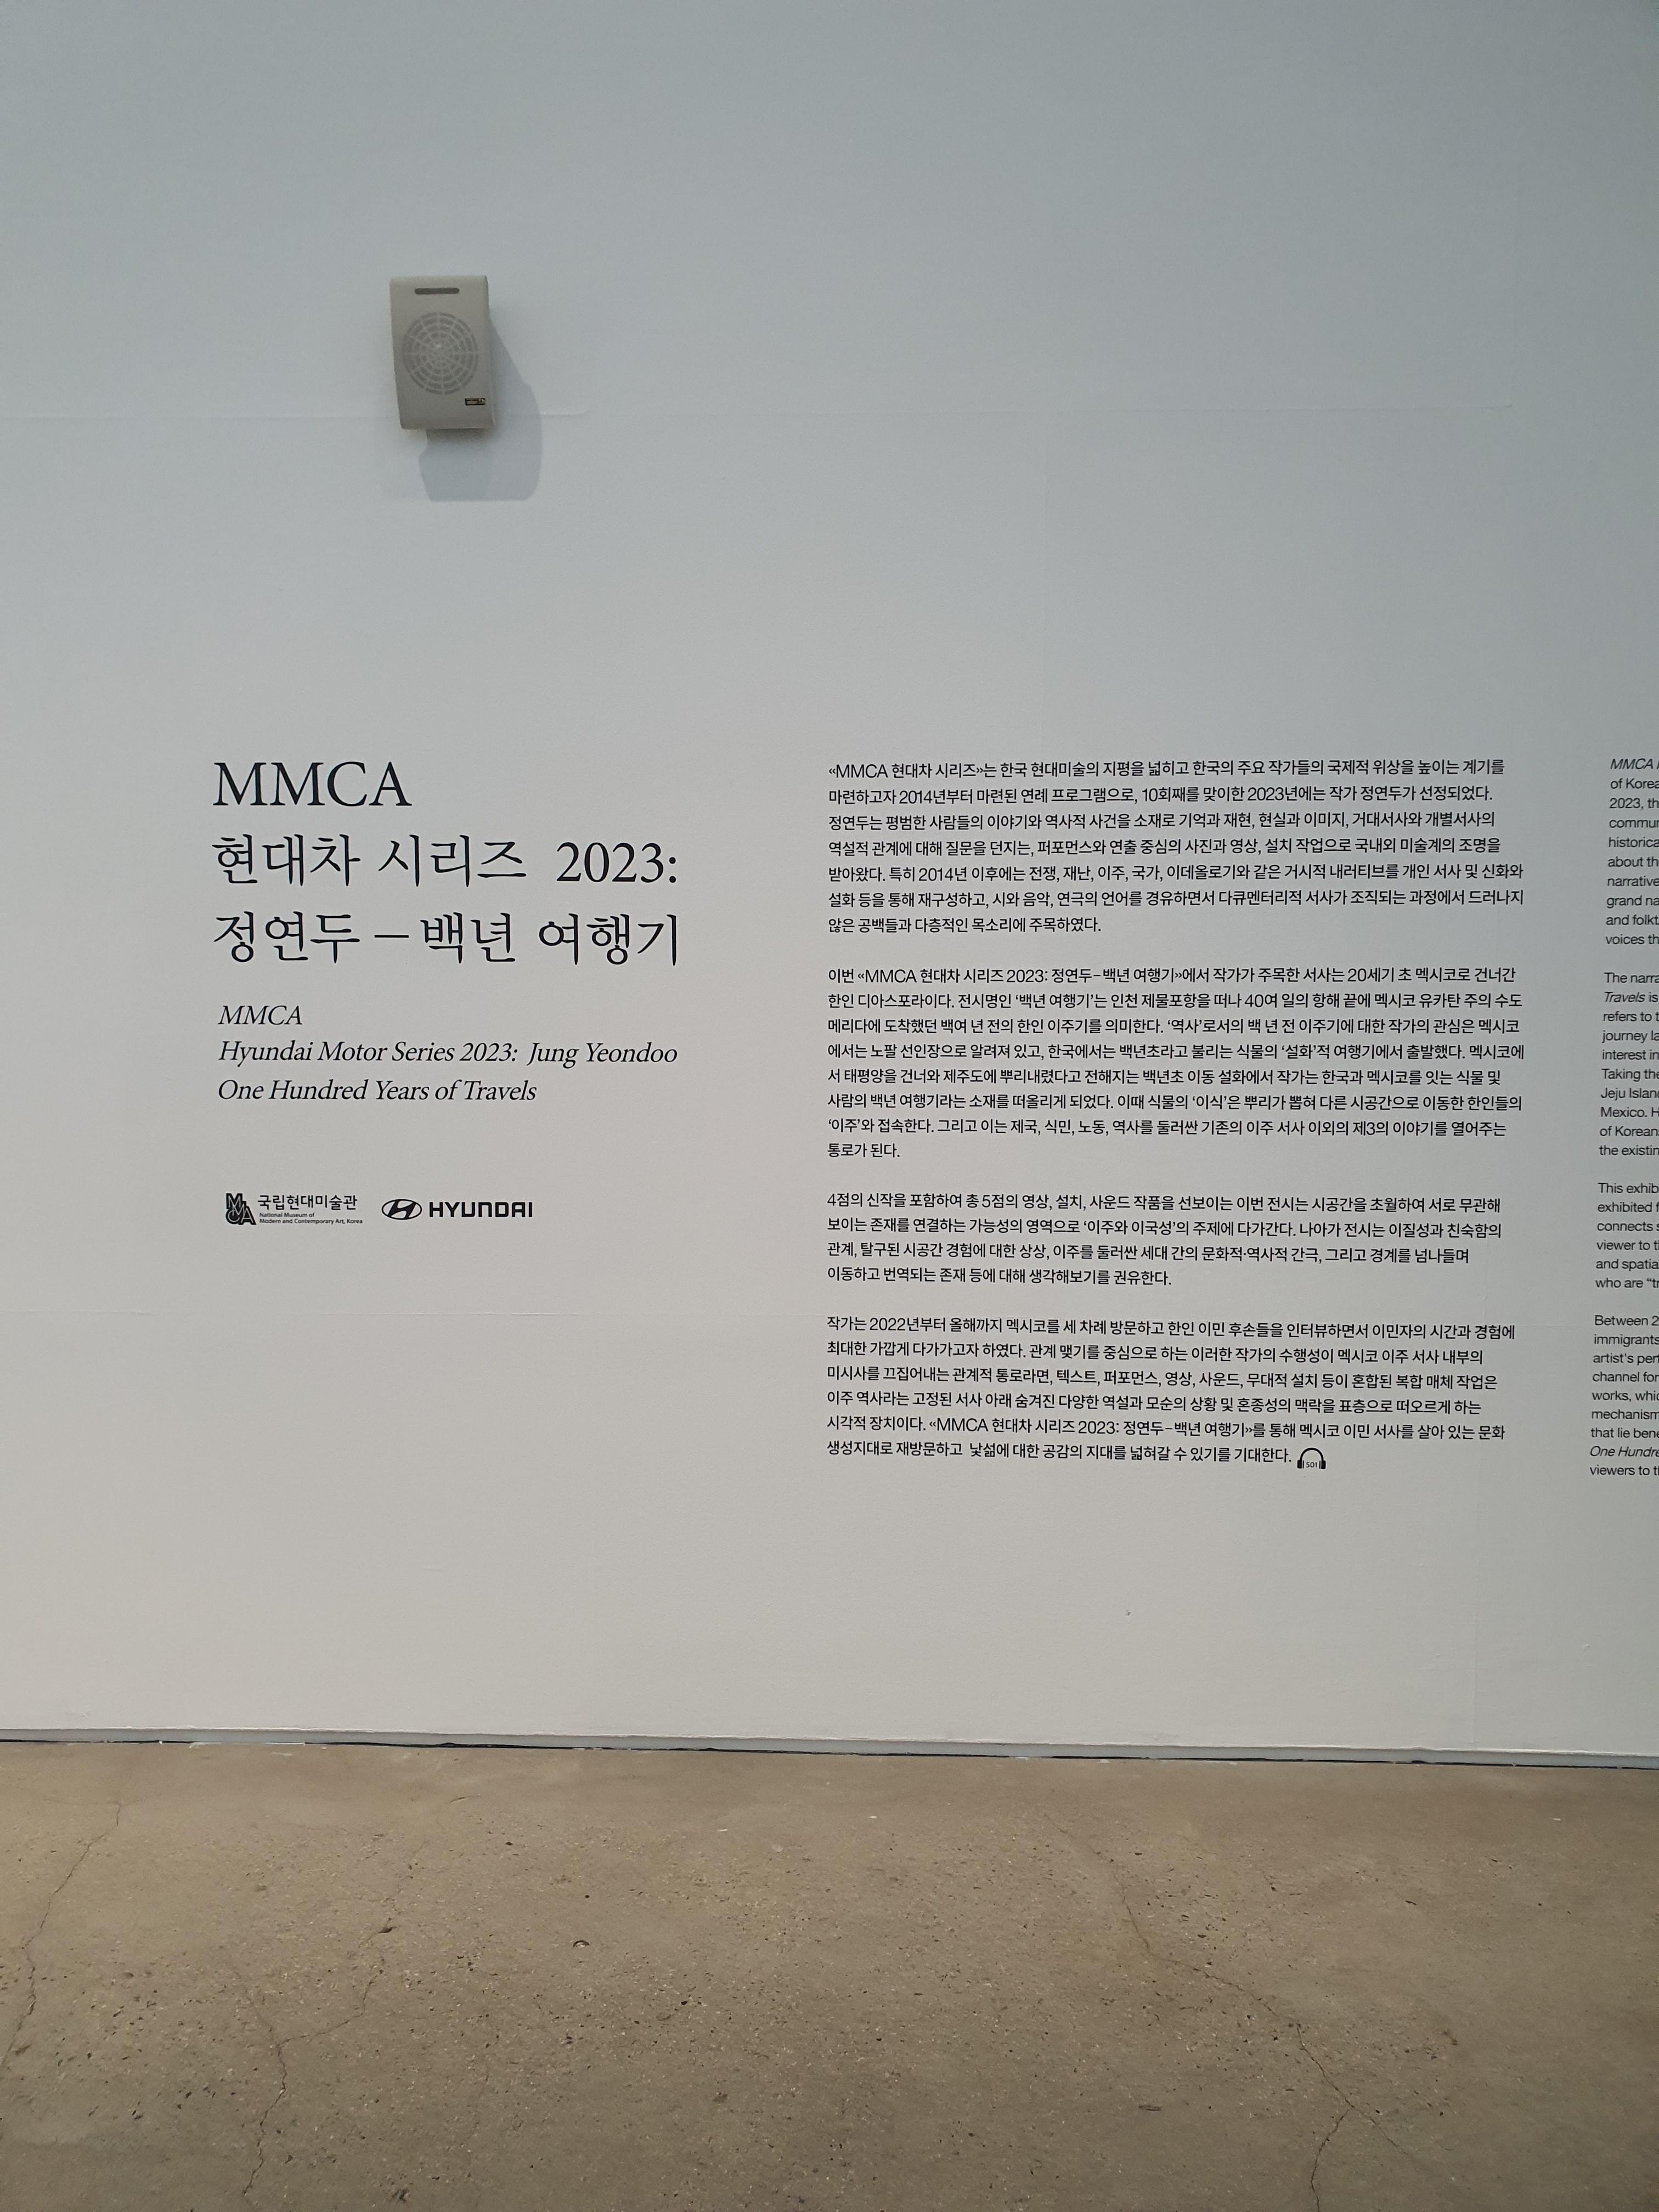 MMCA
현대차 시리즈 2023:
정연두 – 백년 여행기
MMCA
Hyundai Motor Series 2023: Jung Yeondoo
One Hundred Years of Travels
국립현대미술관
National Museum of
Modern and Contemporary Art, Korea
HYUNDAI
«MMCA 현대차 시리즈»는 한국 현대미술의 지평을 넓히고 한국의 주요 작가들의 국제적 위상을 높이는 계기를
마련하고자 2014년부터 마련된 연례 프로그램으로, 10회째를 맞이한 2023년에는 작가 정연두가 선정되었다.
정연두는 평범한 사람들의 이야기와 역사적 사건을 소재로 기억과 재현, 현실과 이미지, 거대서사와 개별서사의
역설적 관계에 대해 질문을 던지는, 퍼포먼스와 연출 중심의 사진과 영상, 설치 작업으로 국내외 미술계의 조명을
받아왔다. 특히 2014년 이후에는 전쟁, 재난, 이주, 국가, 이데올로기와 같은 거시적 내러티브를 개인 서사 및 신화와
설화 등을 통해 재구성하고, 시와 음악, 연극의 언어를 경유하면서 다큐멘터리적 서사가 조직되는 과정에서 드러나지
않은 공백들과 다층적인 목소리에 주목하였다.
이번 «MMCA 현대차 시리즈 2023: 정연두–백년 여행기»에서 작가가 주목한 서사는 20세기 초 멕시코로 건너간
한인 디아스포라이다. 전시명인 ‘백년 여행기’는 인천 제물포항을 떠나 40여 일의 항해 끝에 멕시코 유카탄 주의 수도
메리다에 도착했던 백여 년 전의 한인 이주기를 의미한다. ‘역사’로서의 백 년 전 이주기에 대한 작가의 관심은 멕시코
에서는 노팔 선인장으로 알려져 있고, 한국에서는 백년초라고 불리는 식물의 ‘설화’적 여행기에서 출발했다. 멕시코에
서 태평양을 건너와 제주도에 뿌리내렸다고 전해지는 백년초 이동 설화에서 작가는 한국과 멕시코를 잇는 식물 및
사람의 백년 여행기라는 소재를 떠올리게 되었다. 이때 식물의 ‘이식’은 뿌리가 뽑혀 다른 시공간으로 이동한 한인들의
‘이주’와 접속한다. 그리고 이는 제국, 식민, 노동, 역사를 둘러싼 기존의 이주 서사 이외의 제3의 이야기를 열어주는
통로가 된다.
4점의 신작을 포함하여 총 5점의 영상, 설치, 사운드 작품을 선보이는 이번 전시는 시공간을 초월하여 서로 무관해
보이는 존재를 연결하는 가능성의 영역으로 ‘이주와 이국성’의 주제에 다가간다. 나아가 전시는 이질성과 친숙함의
관계, 탈구된 시공간 경험에 대한 상상, 이주를 둘러싼 세대 간의 문화적·역사적 간극, 그리고 경계를 넘나들며
이동하고 번역되는 존재 등에 대해 생각해보기를 권유한다.
작가는 2022년부터 올해까지 멕시코를 세 차례 방문하고 한인 이민 후손들을 인터뷰하면서 이민자의 시간과 경험에
최대한 가깝게 다가가고자 하였다. 관계 맺기를 중심으로 하는 이러한 작가의 수행성이 멕시코 이주 서사 내부의
미시사를 끄집어내는 관계적 통로라면, 텍스트, 퍼포먼스, 영상, 사운드, 무대적 설치 등이 혼합된 복합 매체 작업은
이주 역사라는 고정된 서사 아래 숨겨진 다양한 역설과 모순의 상황 및 혼종성의 맥락을 표층으로 떠오르게 하는
시각적 장치이다. «MMCA 현대차 시리즈 2023: 정연두–백년 여행기»를 통해 멕시코 이민 서사를 살아 있는 문화
생성지대로 재방문하고 낯섦에 대한 공감의 지대를 넓혀갈 수 있기를 기대한다. 501
MMCA
of Korea
2023, th
commun
historica
about th
narrative
grand na
and folkt
voices th
The narra
Travels is
refers to t
journey la
interest in
Taking the
Jeju Island
Mexico. H
of Koreans
the existin
This exhib
exhibited f
connects s
viewer to t
and spatia
who are “tr
Between 2
immigrants
artist's perf
channel for
works, whic
mechanism
that lie bene
One Hundre
viewers to t